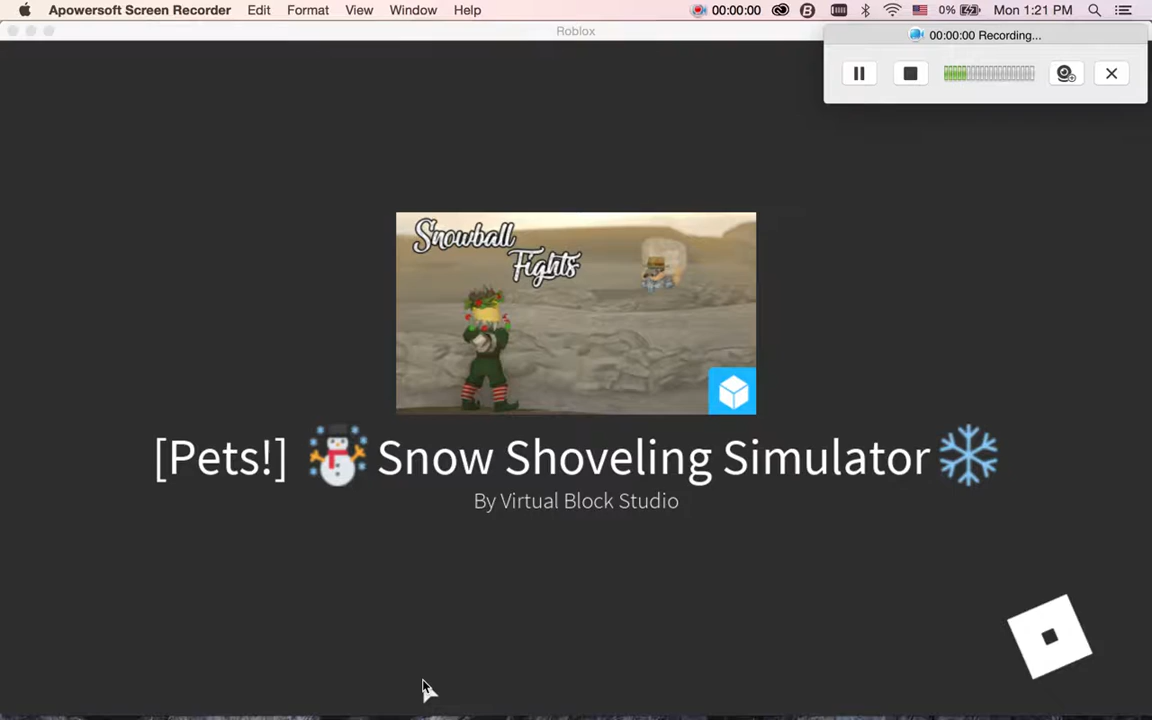 Apowersoft Screen Recorder Edit Format View Window Help 00:00:00 0% Mon 1:21 PM
Roblox
00:00:00 Recording...
Snowball
Fights
[Pets!] ☃️Snow Shoveling Simulator❄️
By Virtual Block Studio